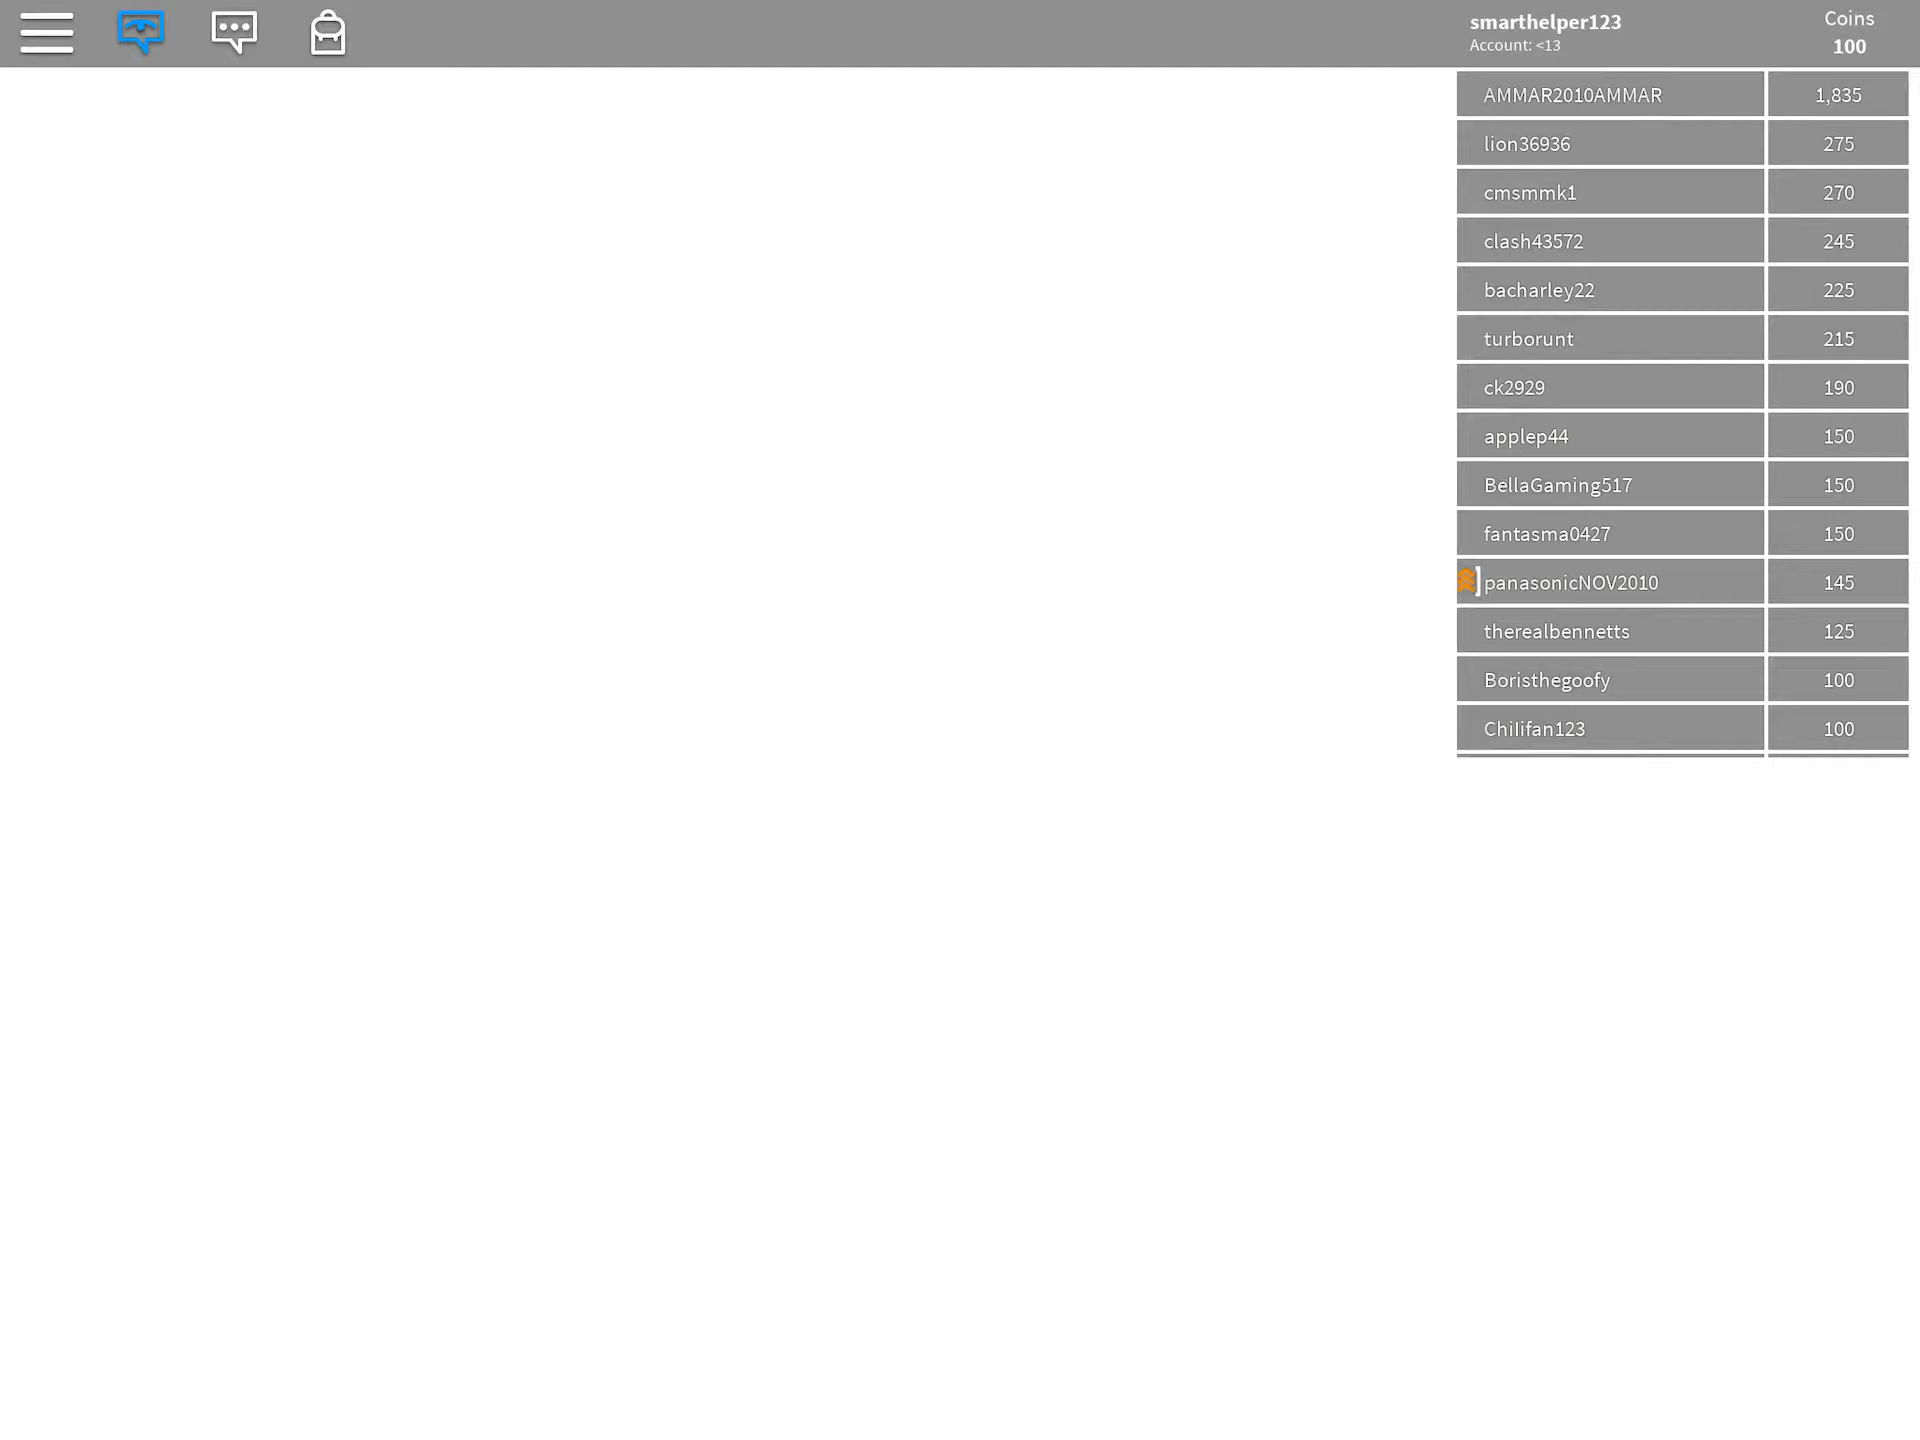 smarthelper123
Account: <13
Coins
100
AMMAR2010AMMAR 1,835
lion36936 275
cmsmmk1 270
clash43572 245
bacharley22 225
turborunt 215
ck2929 190
applep44 150
BellaGaming517 150
fantasma0427 150
panasonicNOV2010 145
therealbennetts 125
Boristhegoofy 100
Chilifan123 100